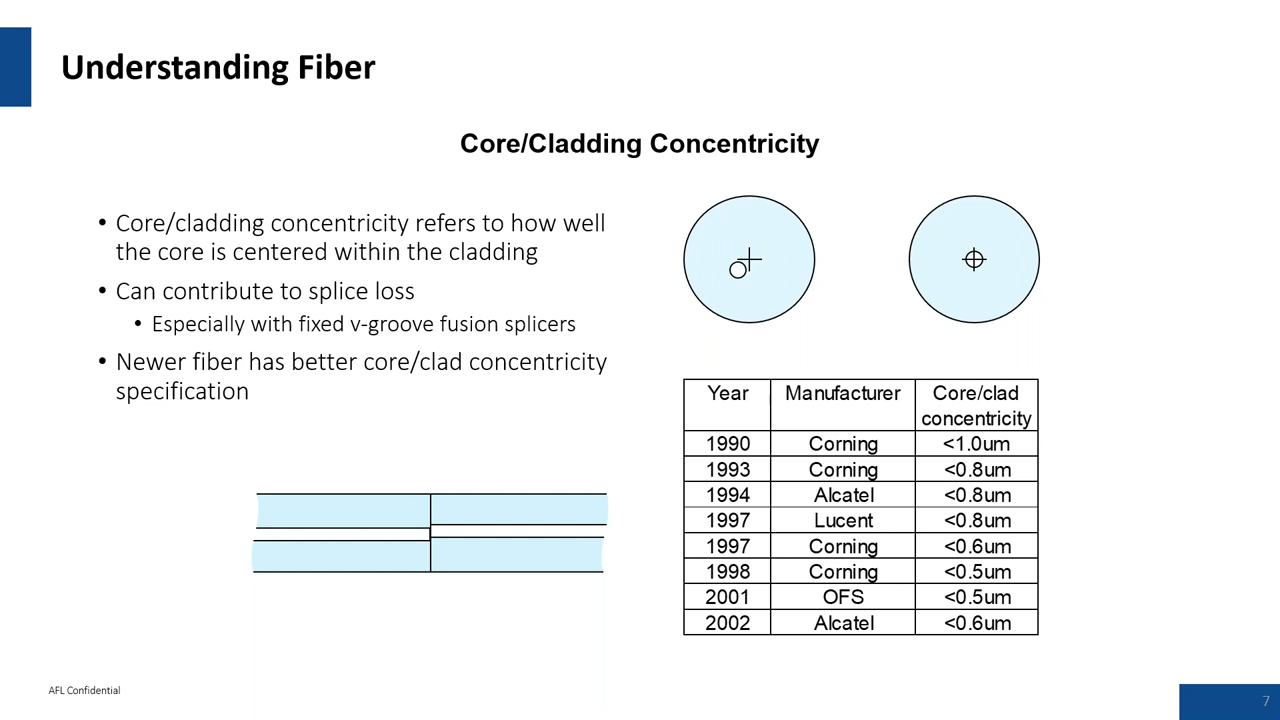 Understanding Fiber
Core/Cladding Concentricity
• Core/cladding concentricity refers to how well
the core is centered within the cladding
• Can contribute to splice loss
• Especially with fixed v-groove fusion splicers
• Newer fiber has better core/clad concentricity
specification
Year Manufacturer Core/clad
concentricity
1990 Corning <1.0um
1993 Corning <0.8um
1994 Alcatel <0.8um
1997 Lucent <0.8um
1997 Corning <0.6um
1998 Corning <0.5um
2001 OFS <0.5um
2002 Alcatel <0.6um
AFL Confidential
7